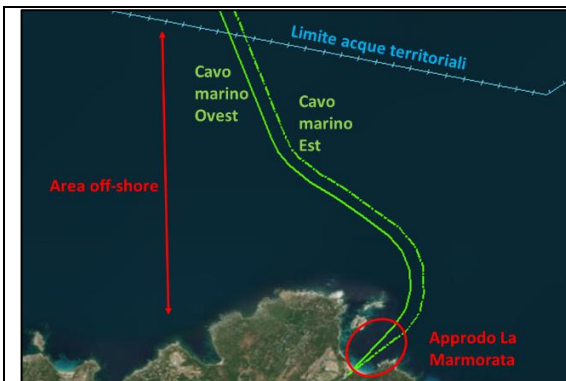 Limite acque territoriali
Cavo
marino
Ovest
Cavo
marino
Est
Area off-shore
Approdo La
Marmorata